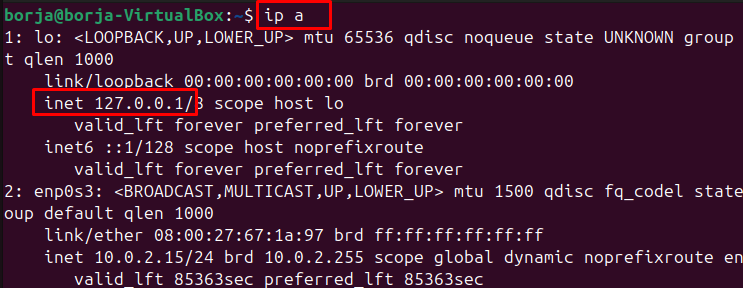 borja@borja-VirtualBox:~$ ip a
1: lo: <LOOPBACK,UP,LOWER_UP> mtu 65536 qdisc noqueue state UNKNOWN group
t qlen 1000
link/loopback 00:00:00:00:00:00 brd 00:00:00:00:00:00
inet 127.0.0.1/8 scope host lo
valid_lft forever preferred_lft forever
inet6 ::1/128 scope host noprefixroute
valid_lft forever preferred_lft forever
2: enp0s3: <BROADCAST,MULTICAST,UP,LOWER_UP> mtu 1500 qdisc fq_codel state
oup default qlen 1000
link/ether 08:00:27:67:1a:97 brd ff:ff:ff:ff:ff:ff
inet 10.0.2.15/24 brd 10.0.2.255 scope global dynamic noprefixroute en
valid_lft 85363sec preferred_lft 85363sec